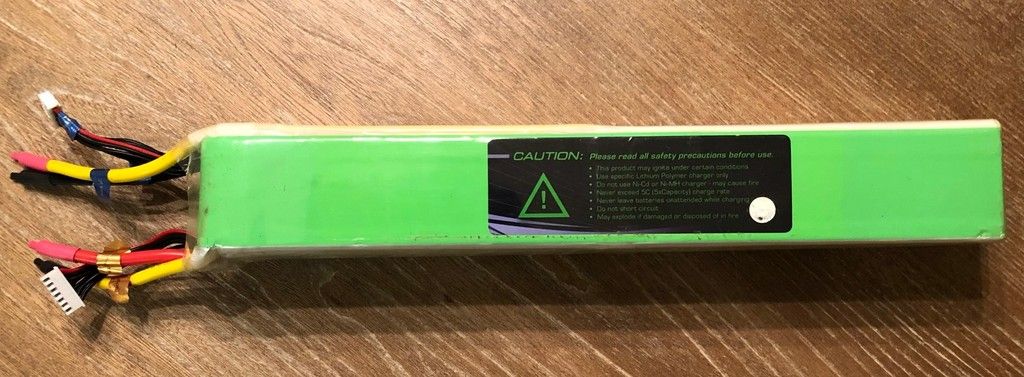 CAUTION: Please read all safety precautions before use.
• This product may ignite under certain conditions
• Use specific Lithium Polymer charger only
• Do not use Ni-Cd or Ni-MH charger - may cause fire
• Never exceed 5C (5xCapacity) charge rate
• Never leave batteries unattended while charging
• Do not short circuit
• May explode if damaged or disposed of in fire
!